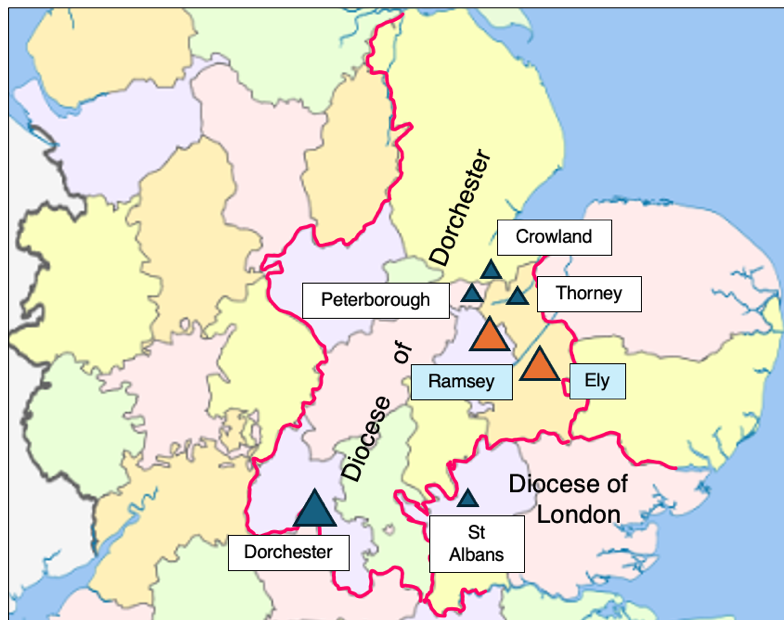 Dorchester
Crowland
Peterborough
Thorney
of
Ramsey
Ely
Diocese
Diocese of
London
Dorchester
St
Albans